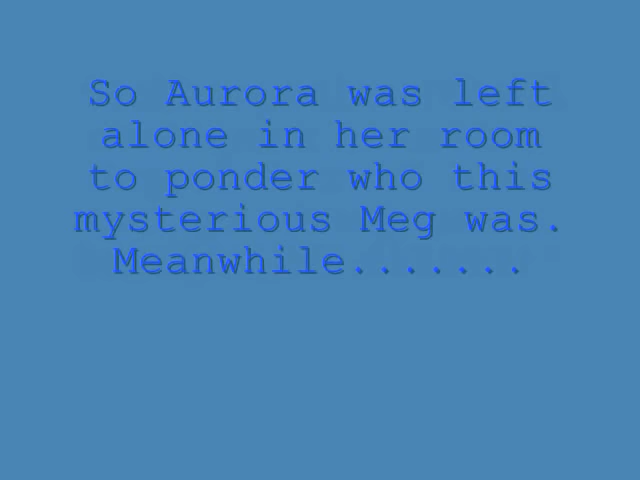 So Aurora was left
alone in her room
to ponder who this
mysterious Meg was.
Meanwhile.......